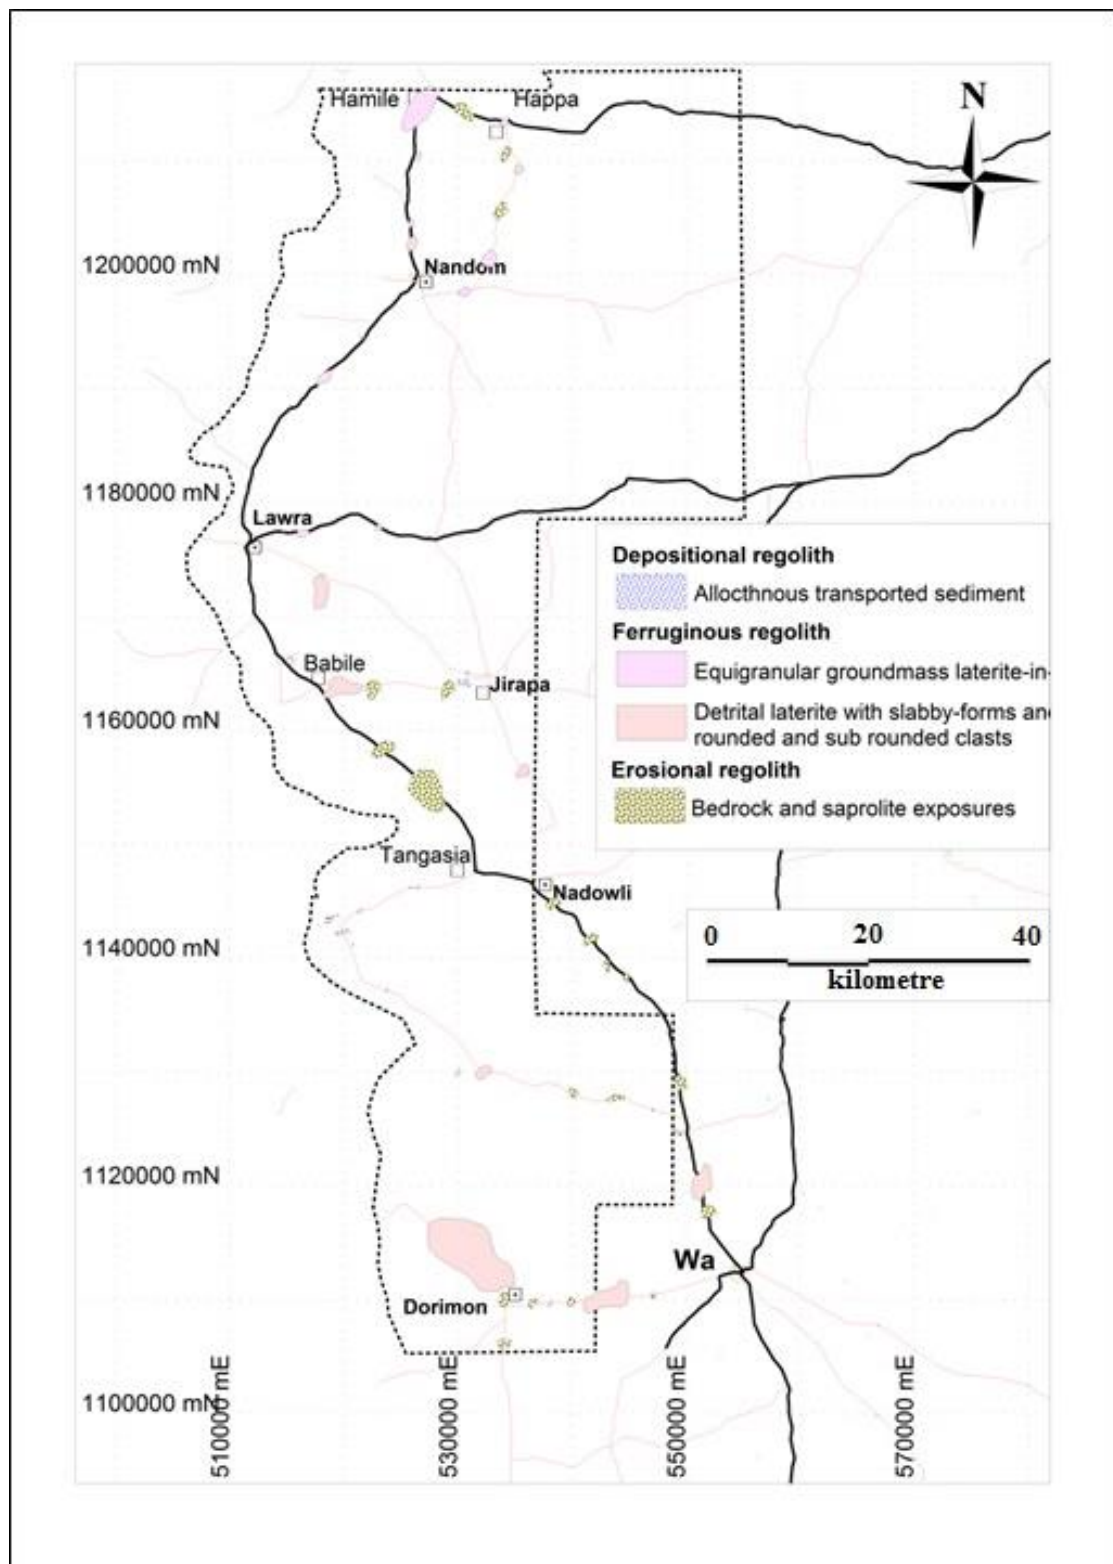 Hamile
Happa
N
1200000 mN
Nandom
1180000 mN
Lawra
Depositional regolith
Allocthnous transported sediment
Ferruginous regolith
Equigranular groundmass laterite-in-
Detrital laterite with slabby-forms and
rounded and sub rounded clasts
Erosional regolith
Bedrock and saprolite exposures
Babile
Jirapa
1160000 mN
Tangasia
Nadowli
1140000 mN
0 20 40
kilometre
1120000 mN
Wa
Dorimon
1100000 mN
510000 mE
530000 mE
550000 mE
570000 mE